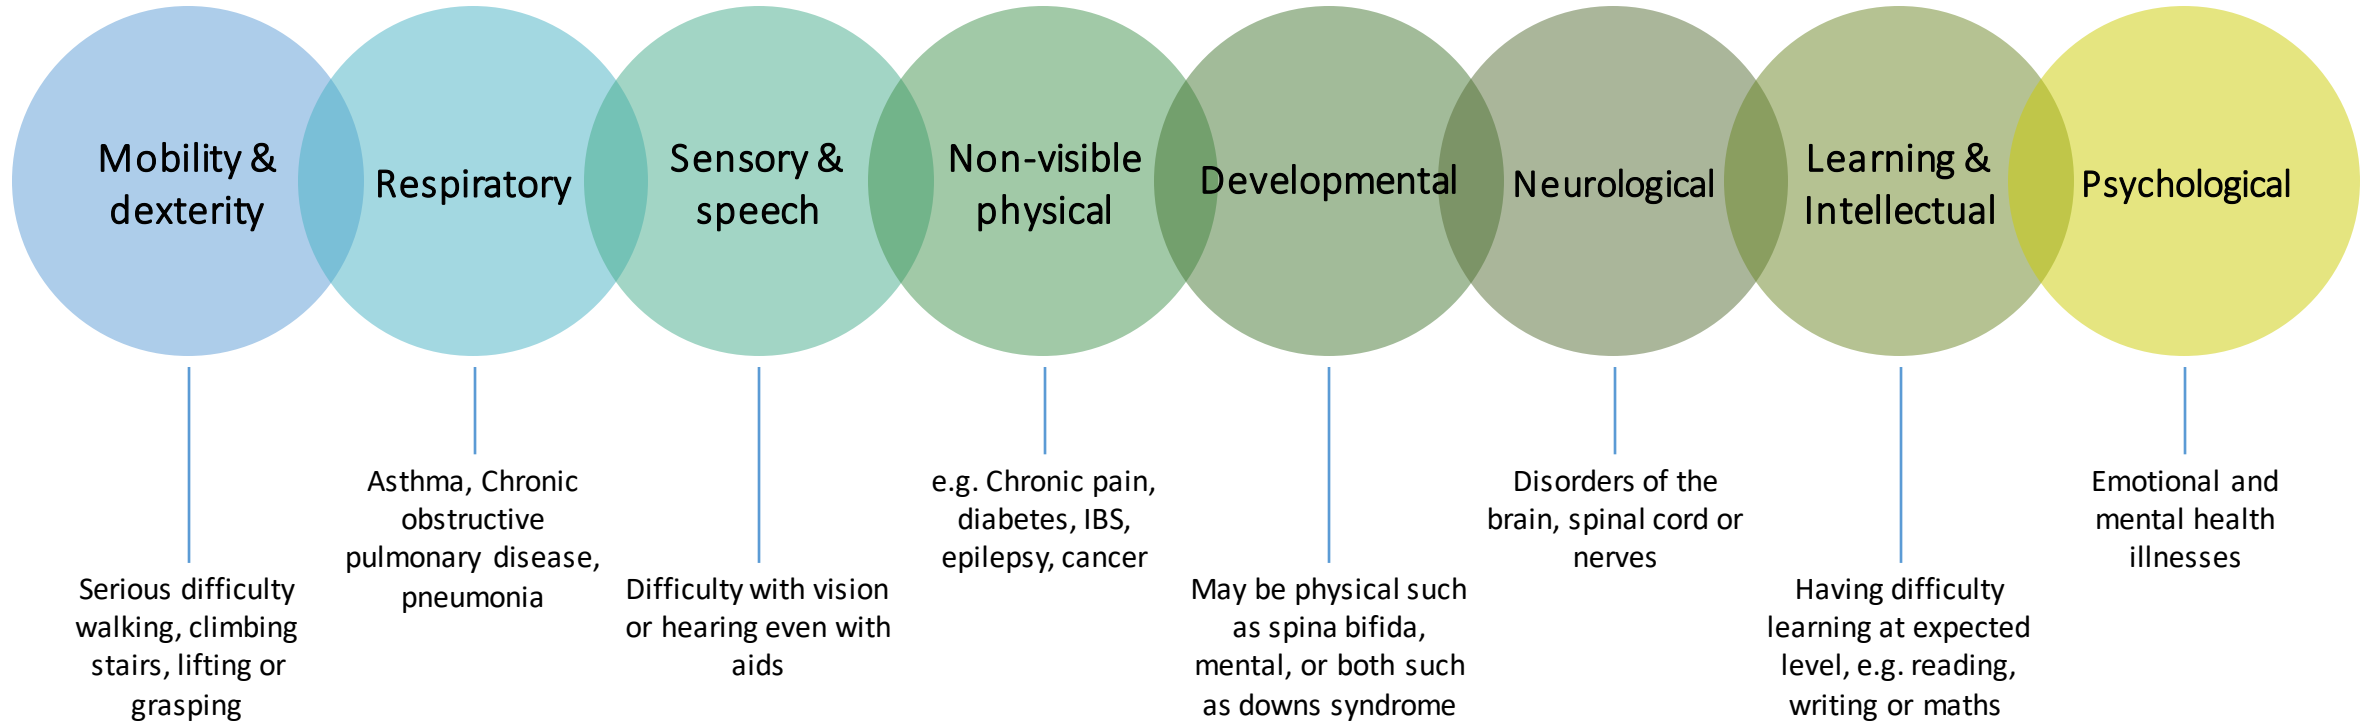 Mobility &
dexterity
Respiratory
Sensory &
speech
Non-visible
physical
Developmental
Neurological
Learning &
Intellectual
Psychological
Serious difficulty
walking, climbing
stairs, lifting or
grasping
Asthma, Chronic
obstructive
pulmonary disease,
pneumonia
Difficulty with vision
or hearing even with
aids
e.g. Chronic pain,
diabetes, IBS,
epilepsy, cancer
May be physical such
as spina bifida,
mental, or both such
as downs syndrome
Disorders of the
brain, spinal cord or
nerves
Having difficulty
learning at expected
level, e.g. reading,
writing or maths
Emotional and
mental health
illnesses